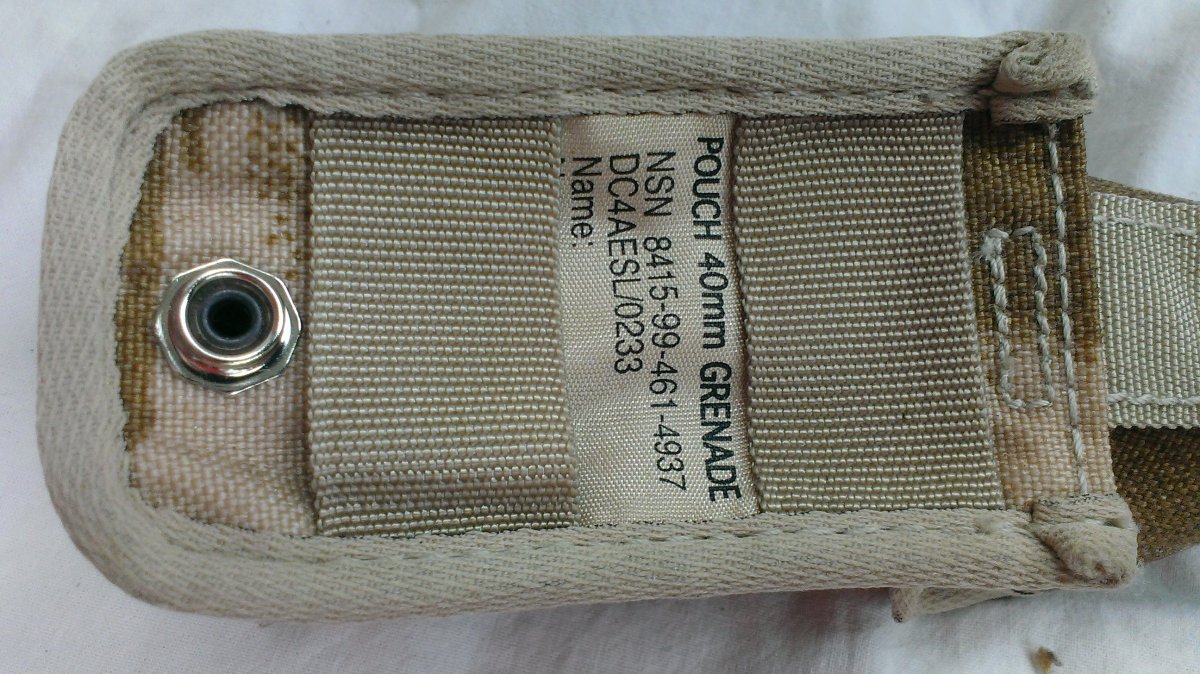 POUCH 40mm GRENADE
NSN 8415-99-461-4937
DC4AESL/0233
Name: